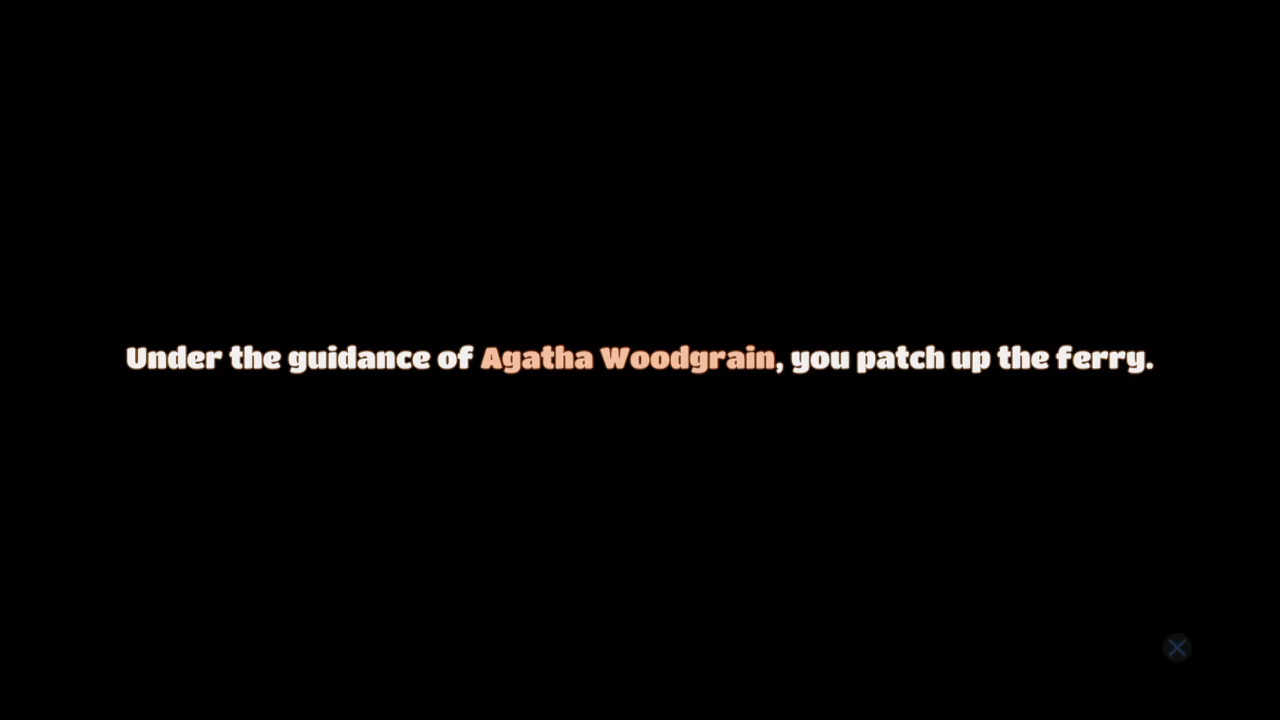 Under the guidance of Agatha Woodgrain, you patch up the ferry.